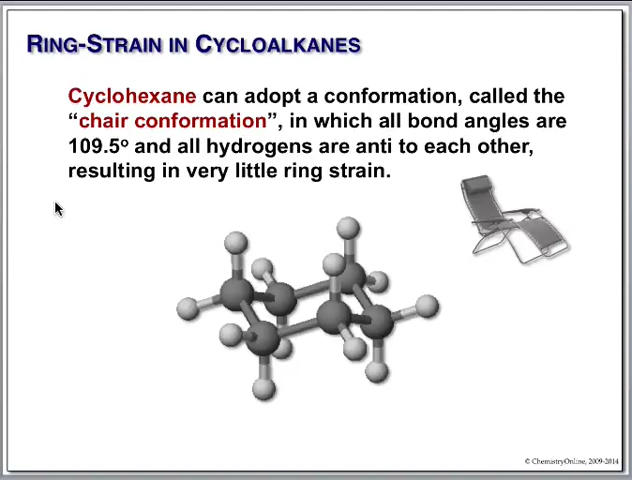 RING-STRAIN IN CYCLOALKANES
Cyclohexane can adopt a conformation, called the
“chair conformation”, in which all bond angles are
109.5º and all hydrogens are anti to each other,
resulting in very little ring strain.
© ChemistryOnline, 2009-2014